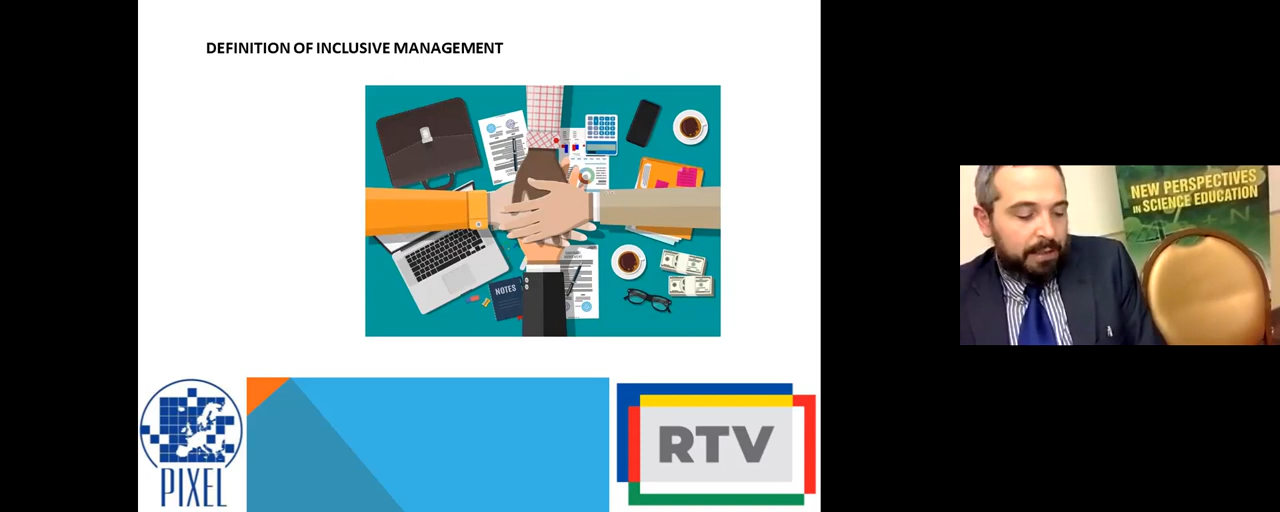 DEFINITION OF INCLUSIVE MANAGEMENT
NOTES
PIXEL
RTV
NEW PERSPECTIVES
IN SCIENCE EDUCATION